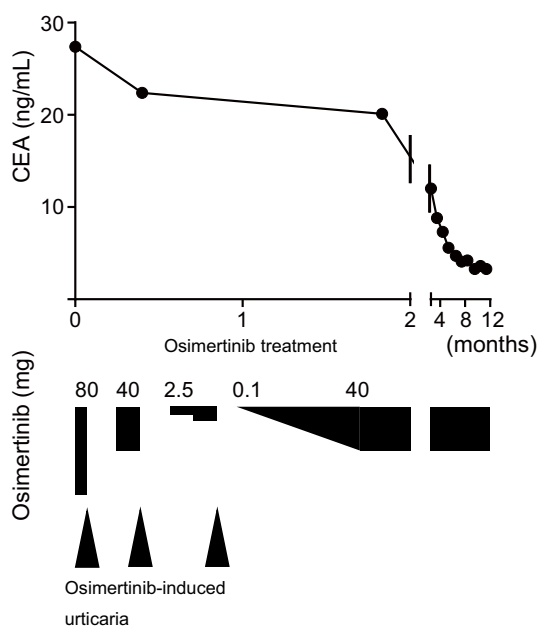 30
CEA (ng/mL)
20
10
0 1 2 4 8 12
Osimertinib treatment (months)
Osimertinib (mg)
80 40 2.5 0.1 40
Osimertinib-induced
urticaria